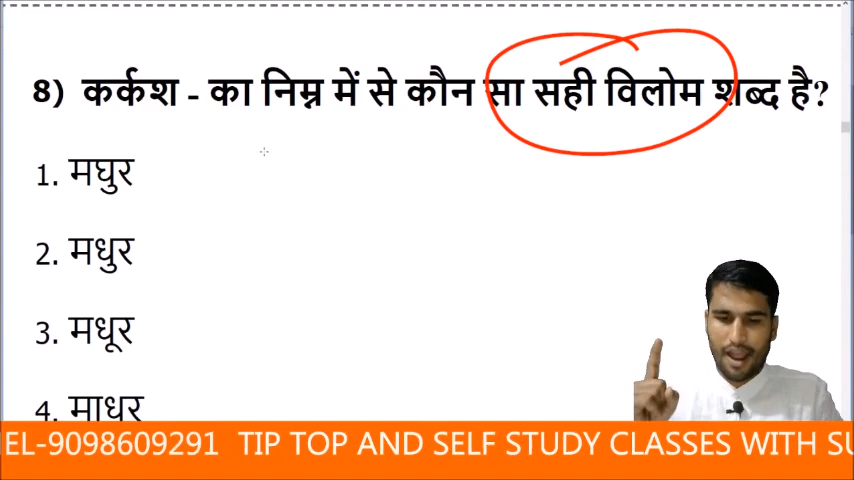 8) कर्कश - का निम्न में से कौन सा सही विलोम शब्द है?
1. मघुर
2. मधुर
3. मधूर
4. माधुर
EL-9098609291 TIP TOP AND SELF STUDY CLASSES WITH SU